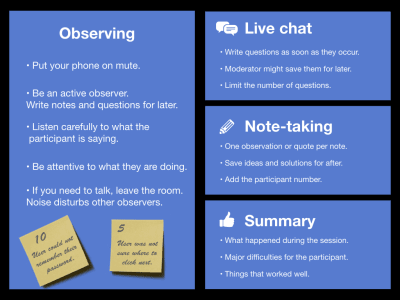 Observing
• Put your phone on mute.
• Be an active observer.
Write notes and questions for later.
• Listen carefully to what the
participant is saying.
• Be attentive to what they are doing.
• If you need to talk, leave the room.
Noise disturbs other observers.
10
User could not
remember their
password.
5
User was not
sure where to
click next.
Live chat
• Write questions as soon as they occur.
• Moderator might save them for later.
• Limit the number of questions.
Note-taking
• One observation or quote per note.
• Save ideas and solutions for after.
• Add the participant number.
Summary
• What happened during the session.
• Major difficulties for the participant.
• Things that worked well.